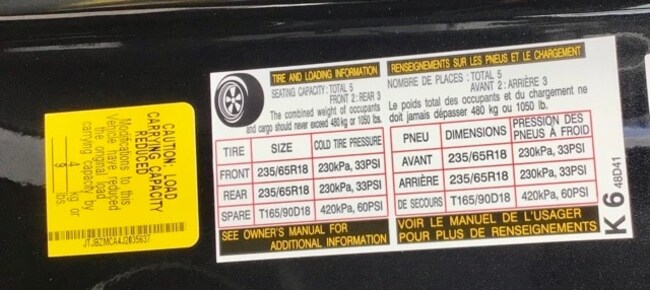 CAUTION: LOAD
CARRYING CAPACITY
REDUCED
Modifications to this
Vehicle have reduced
the original load
carrying capacity by
4 kg or
9 lbs
JTJBZMCA4J2035637
TIRE AND LOADING INFORMATION
SEATING CAPACITY: TOTAL 5
FRONT 2: REAR 3
The combined weight of occupants
and cargo should never exceed 480 kg or 1050 lb.
TIRE SIZE COLD TIRE PRESSURE
FRONT 235/65R18 230kPa, 33PSI
REAR 235/65R18 230kPa, 33PSI
SPARE T165/90D18 420kPa, 60PSI
SEE OWNER'S MANUAL FOR
ADDITIONAL INFORMATION
RENSEIGNEMENTS SUR LES PNEUS ET LE CHARGEMENT
NOMBRE DE PLACES : TOTAL 5
AVANT 2 : ARRIÈRE 3
Le poids total des occupants et du chargement ne
doit jamais dépasser 480 kg ou 1050 lb.
PNEU DIMENSIONS PRESSION DES
PNEUS À FROID
AVANT 235/65R18 230kPa, 33PSI
ARRIÈRE 235/65R18 230kPa, 33PSI
DE SECOURS T165/90D18 420kPa, 60PSI
VOIR LE MANUEL DE L'USAGER
POUR PLUS DE RENSEIGNEMENTS
K 6 48D41